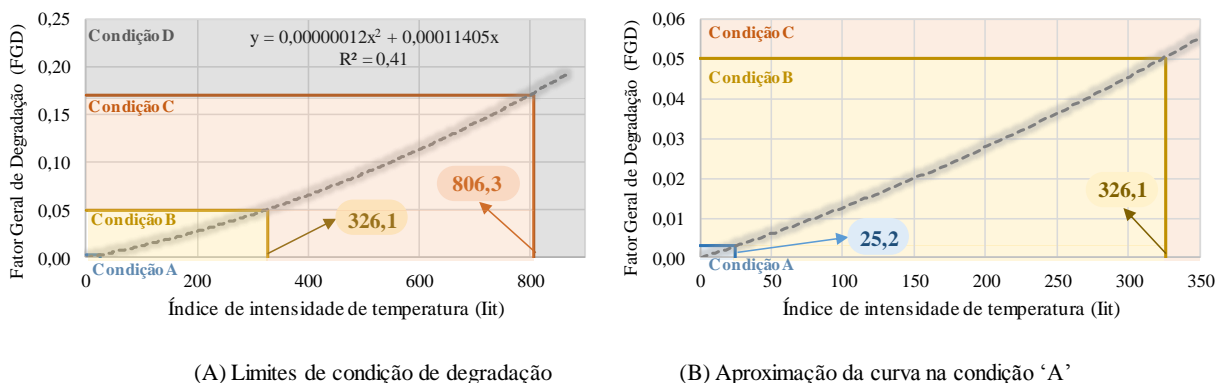 0,25
0,20
0,15
0,10
0,05
0,00
Fator Geral de Degradação (FGD)
Condição D
y = 0,00000012x² + 0,00011405x
R² = 0,41
Condição C
806,3
Condição B
326,1
Condição A
0 200 400 600 800
Índice de intensidade de temperatura (Iit)
(A) Limites de condição de degradação
0,06
0,05
0,04
0,03
0,02
0,01
0,00
Fator Geral de Degradação (FGD)
Condição C
Condição B
326,1
25,2
Condição A
0 50 100 150 200 250 300 350
Índice de intensidade de temperatura (Iit)
(B) Aproximação da curva na condição ‘A’